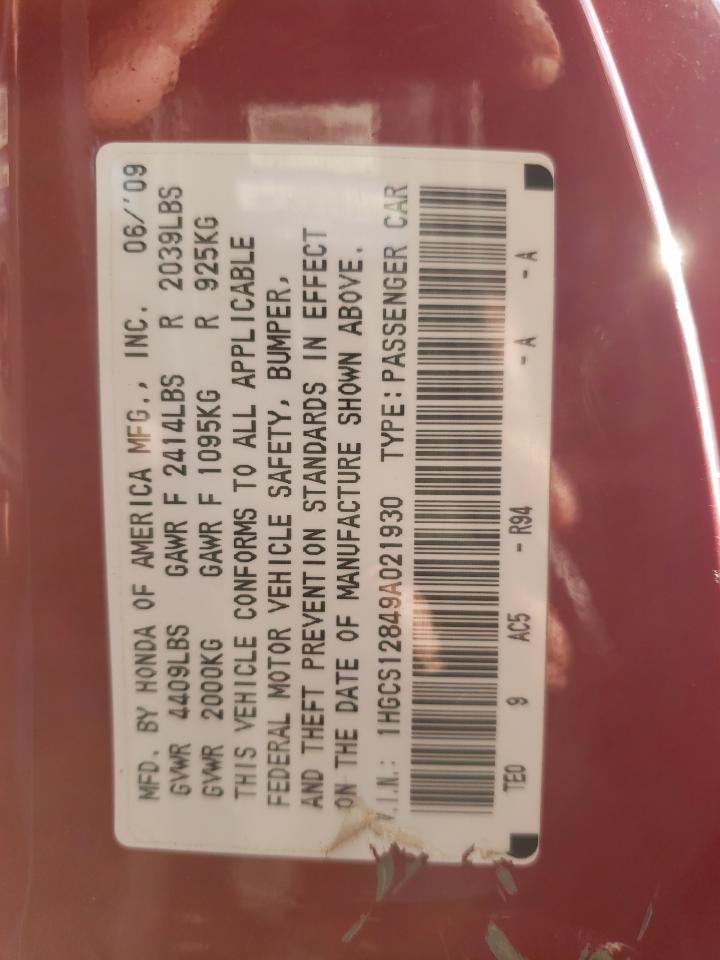 MFD. BY HONDA OF AMERICA MFG., INC. 06/'09
GVWR 4409LBS GAWR F 2414LBS R 2039LBS
GVWR 2000KG GAWR F 1095KG R 925KG
THIS VEHICLE CONFORMS TO ALL APPLICABLE
FEDERAL MOTOR VEHICLE SAFETY, BUMPER,
AND THEFT PREVENTION STANDARDS IN EFFECT
ON THE DATE OF MANUFACTURE SHOWN ABOVE.
V.I.N.: 1HGCS12849A021930 TYPE:PASSENGER CAR
TE0 9 AC5 - R94 - A - A